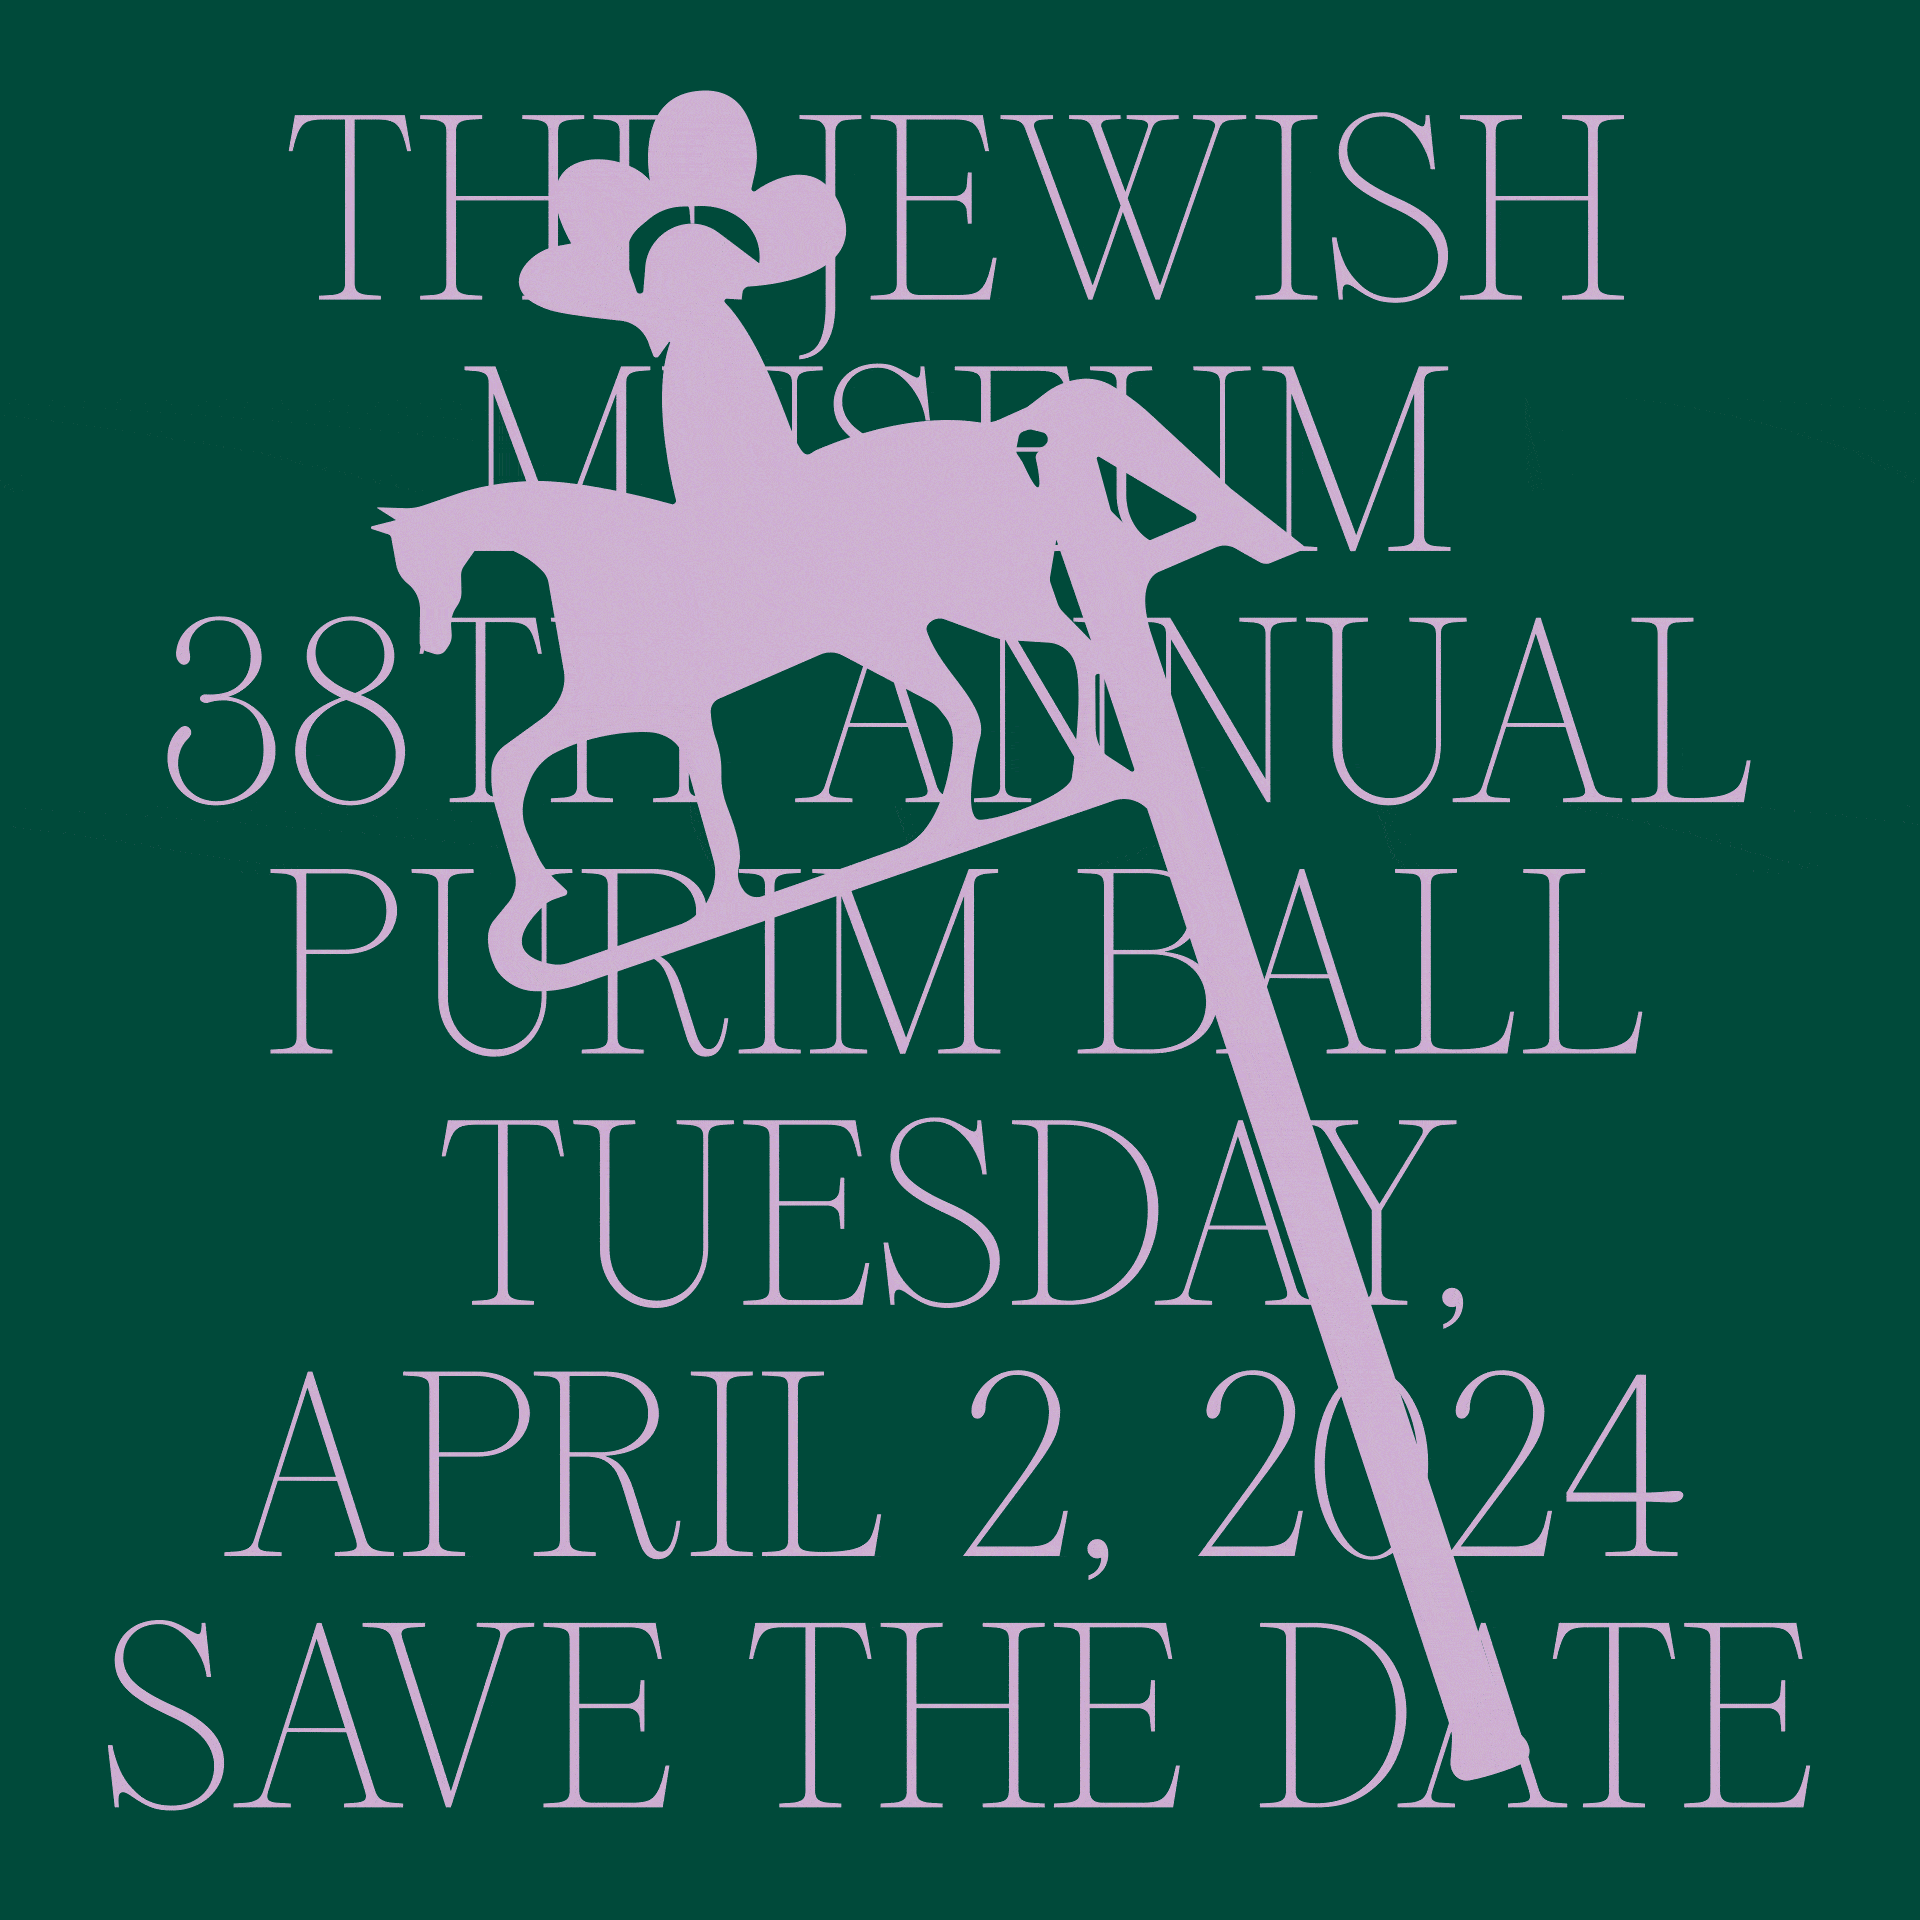 THE JEWISH
MUSEUM
38TH ANNUAL
PURIM BALL
TUESDAY,
APRIL 2, 2024
SAVE THE DATE